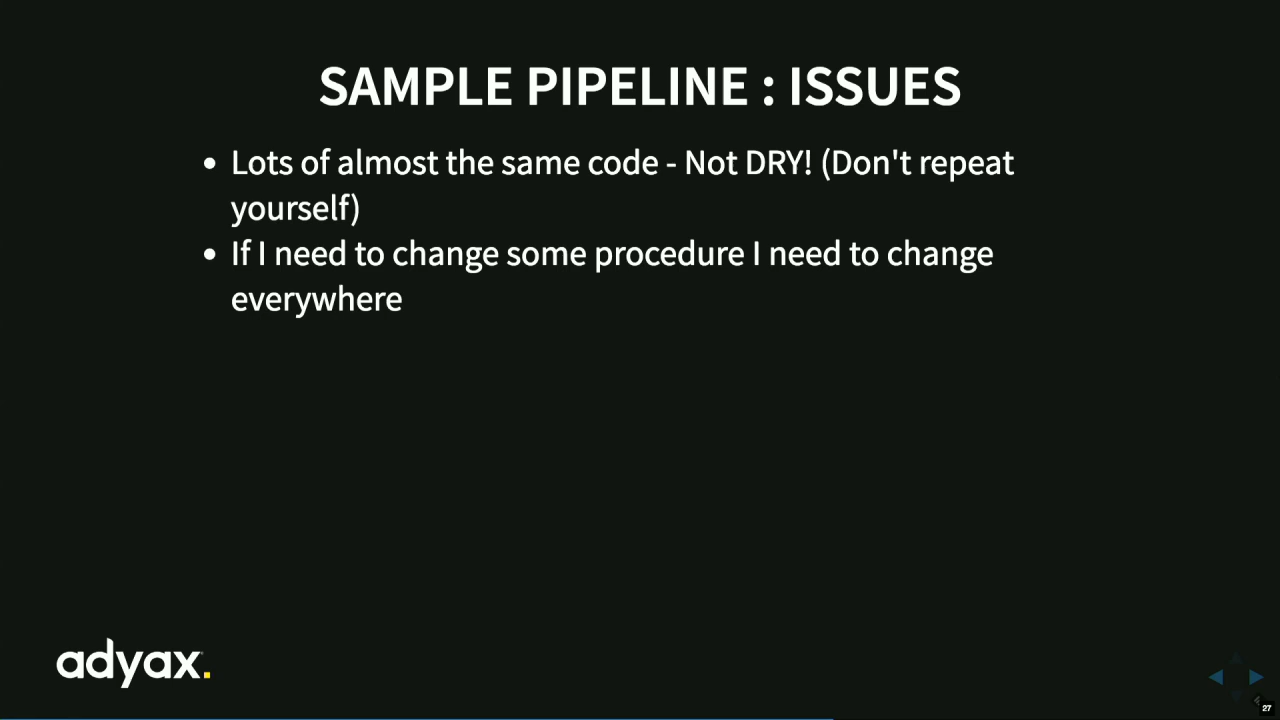 SAMPLE PIPELINE : ISSUES
• Lots of almost the same code - Not DRY! (Don't repeat
yourself)
• If I need to change some procedure I need to change
everywhere
adyax.
27